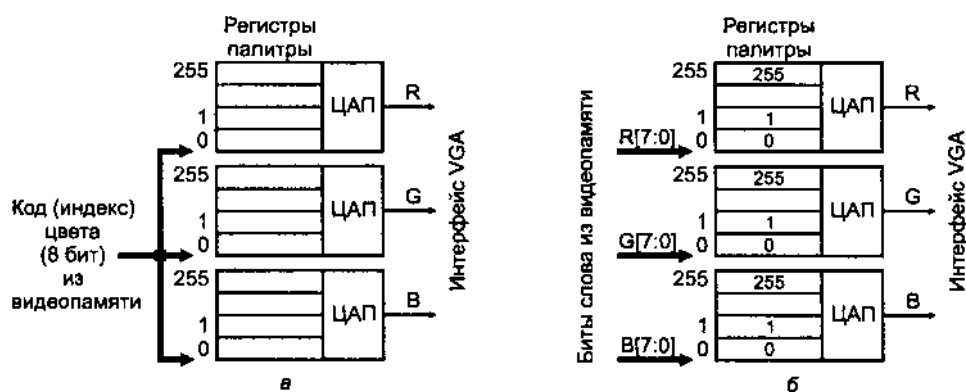 Регистры
палитры
255
1
0
ЦАП
R
255
1
0
ЦАП
G
255
1
0
ЦАП
B
Код (индекс)
цвета
(8 бит)
из
видеопамяти
Интерфейс VGA
а
Регистры
палитры
255
1
0
255
1
0
ЦАП
R
R[7:0]
255
1
0
255
1
0
ЦАП
G
G[7:0]
255
1
0
255
1
0
ЦАП
B
B[7:0]
Биты слова из видеопамяти
Интерфейс VGA
б